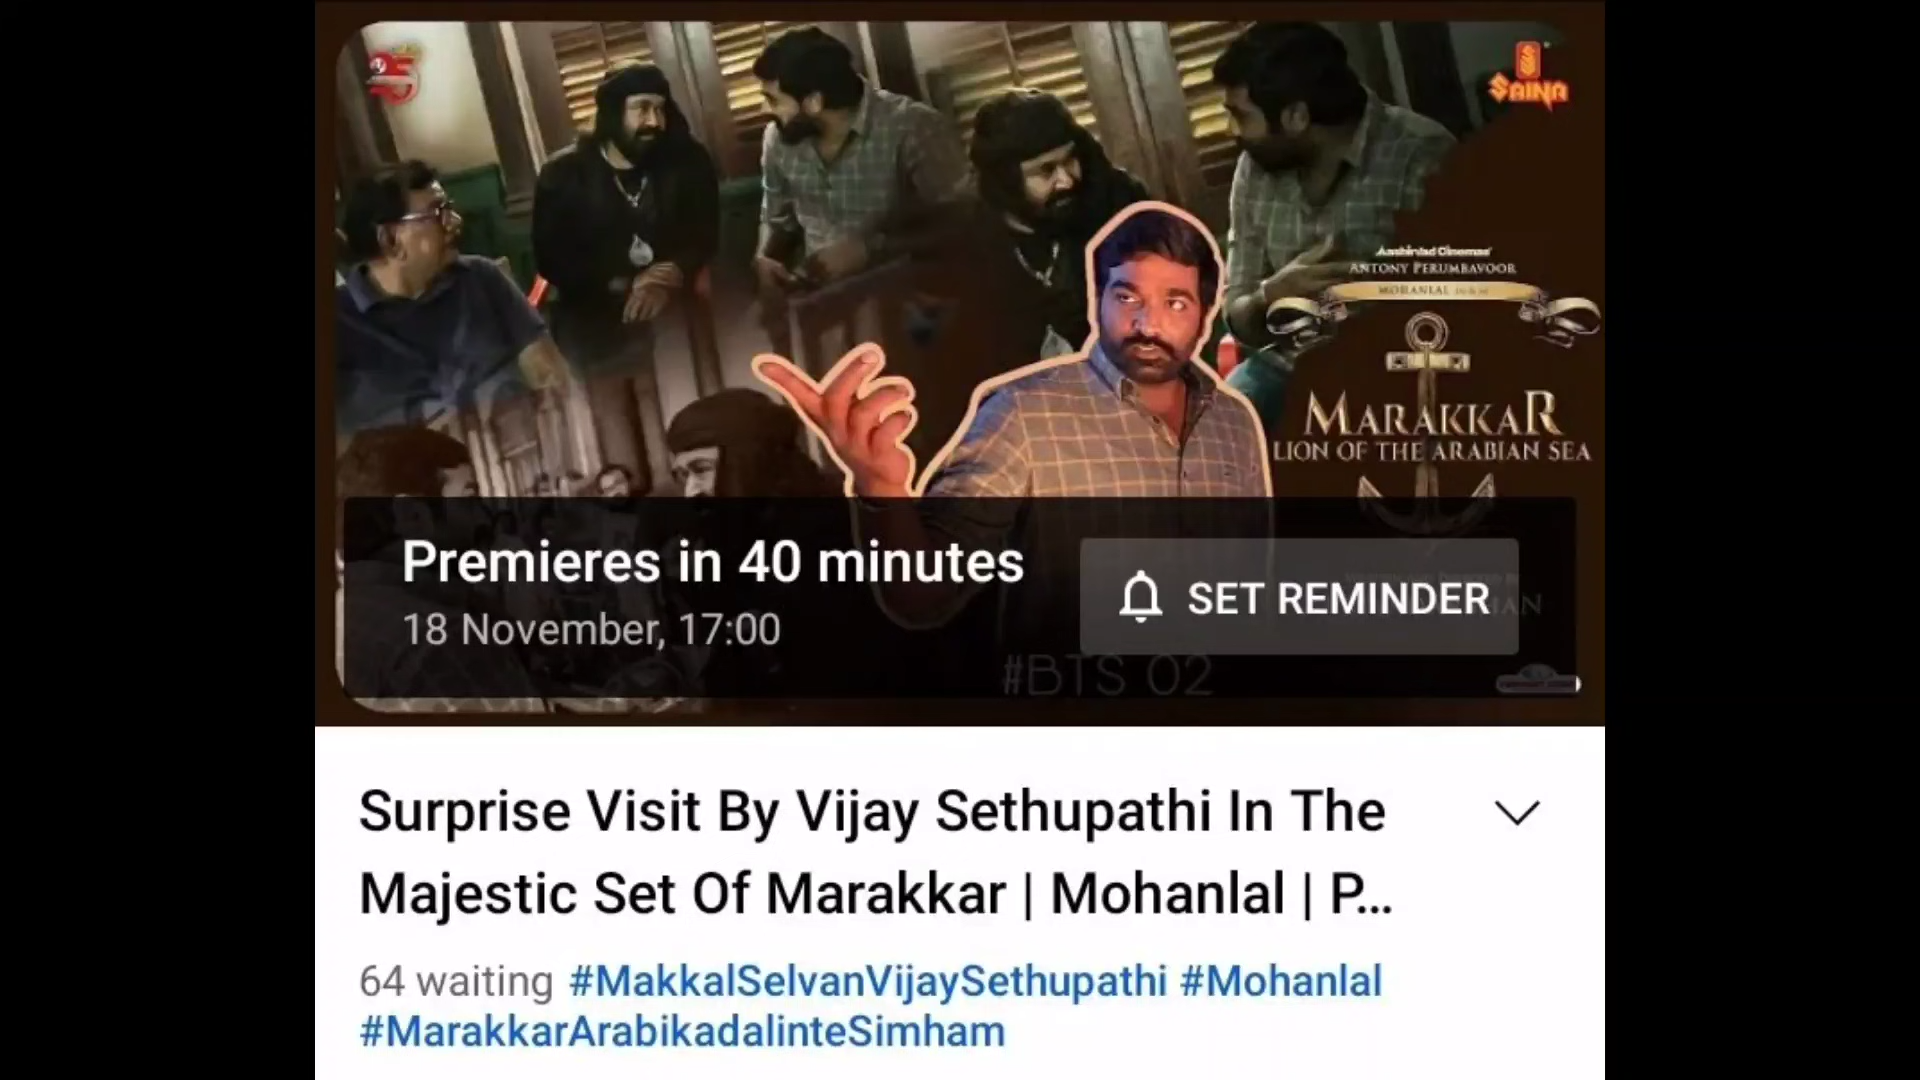 SAINA
Aashirvad Cinemas'
ANTONY PERUMBAVOOR
MOHANLAL
MARAKKAR
LION OF THE ARABIAN SEA
Premieres in 40 minutes
18 November, 17:00
SET REMINDER
#BTS 02
Surprise Visit By Vijay Sethupathi In The
Majestic Set Of Marakkar | Mohanlal | P...
64 waiting #MakkalSelvanVijaySethupathi #Mohanlal
#MarakkarArabikadalinteSimham